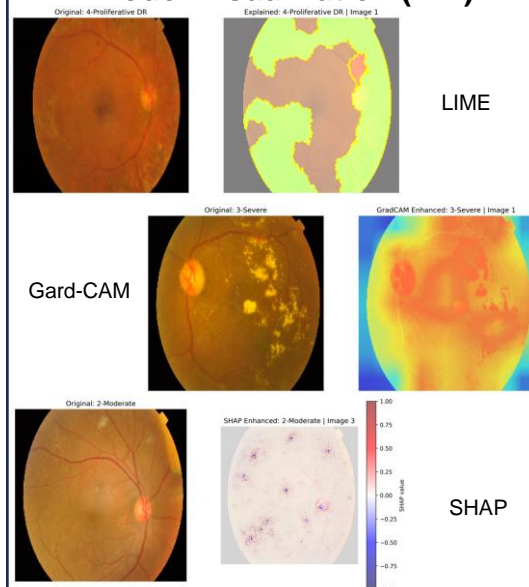 Original: 4-Proliferative DR
Explained: 4-Proliferative DR | Image 1
LIME
Original: 3-Severe
GradCAM Enhanced: 3-Severe | Image 1
Gard-CAM
Original: 2-Moderate
SHAP Enhanced: 2-Moderate | Image 3
1.00
0.75
0.50
0.25
0.00
−0.25
−0.50
−0.75
SHAP value
SHAP